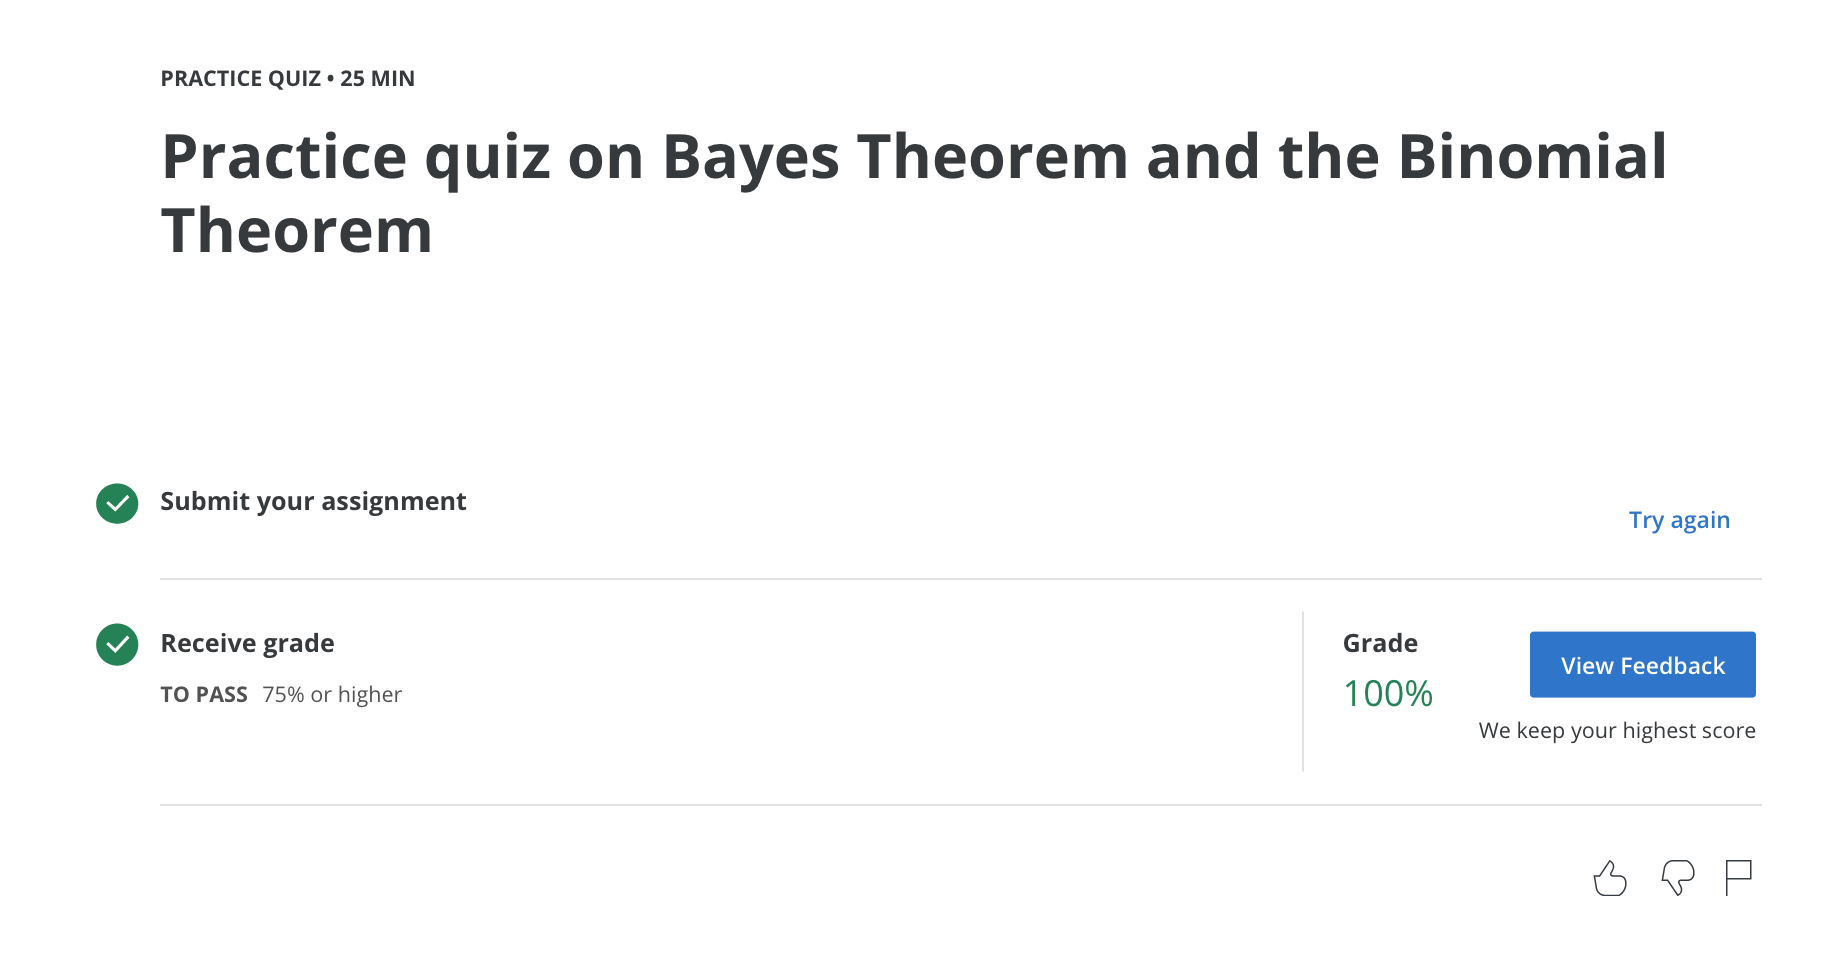 PRACTICE QUIZ • 25 MIN
Practice quiz on Bayes Theorem and the Binomial
Theorem
Submit your assignment
Try again
Receive grade
TO PASS 75% or higher
Grade
100%
View Feedback
We keep your highest score